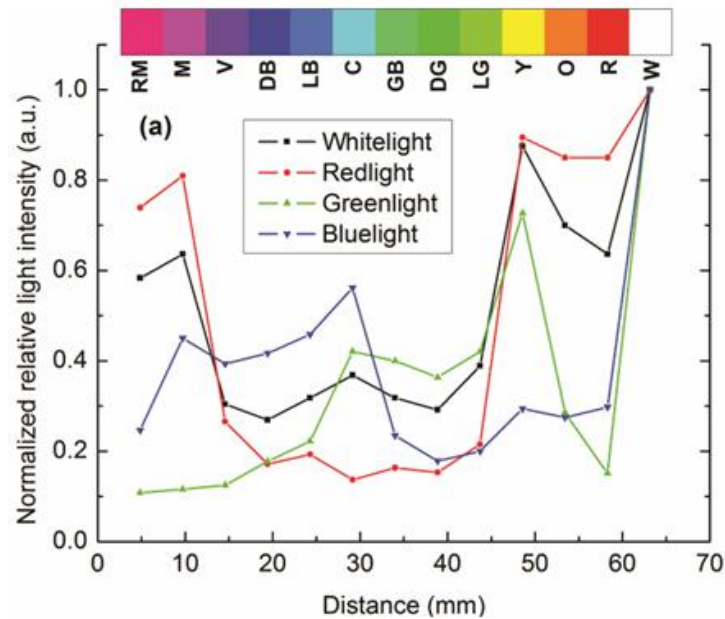 RM M V DB LB C GB DG LG Y O R W
(a)
Whitelight
Redlight
Greenlight
Bluelight
Normalized relative light intensity (a.u.)
1.0
0.8
0.6
0.4
0.2
0.0
0 10 20 30 40 50 60 70
Distance (mm)